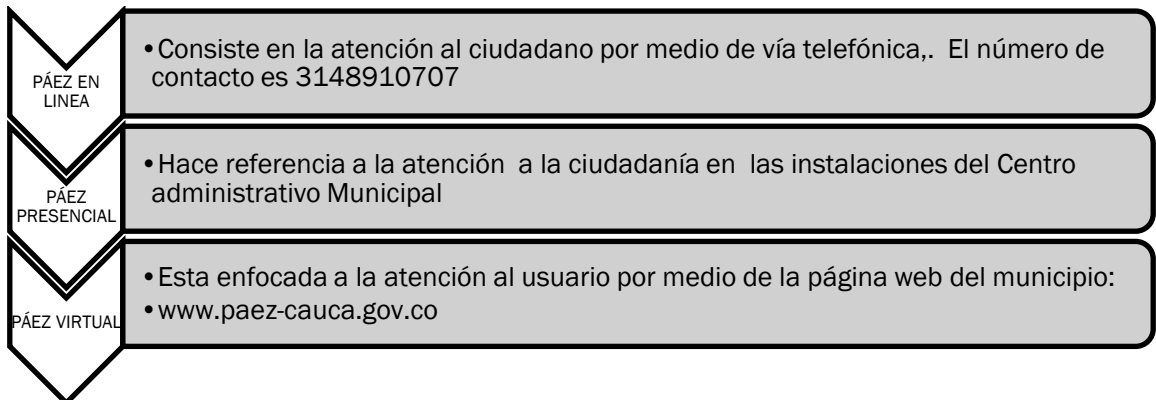 PÁEZ EN
LINEA
•Consiste en la atención al ciudadano por medio de vía telefónica,. El número de
contacto es 3148910707
PÁEZ
PRESENCIAL
•Hace referencia a la atención a la ciudadanía en las instalaciones del Centro
administrativo Municipal
PÁEZ VIRTUAL
•Esta enfocada a la atención al usuario por medio de la página web del municipio:
•www.paez-cauca.gov.co